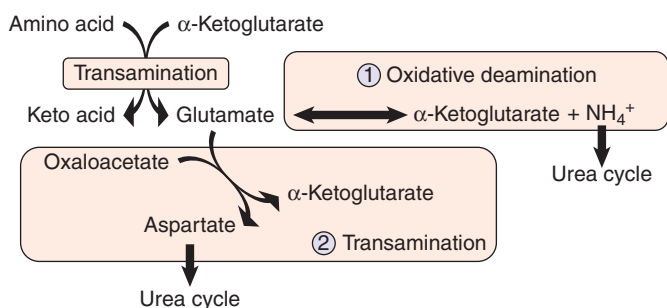 Amino acid α-Ketoglutarate
Transamination
Keto acid Glutamate
1 Oxidative deamination
α-Ketoglutarate + NH₄⁺
Urea cycle
Oxaloacetate
α-Ketoglutarate
Aspartate
2 Transamination
Urea cycle